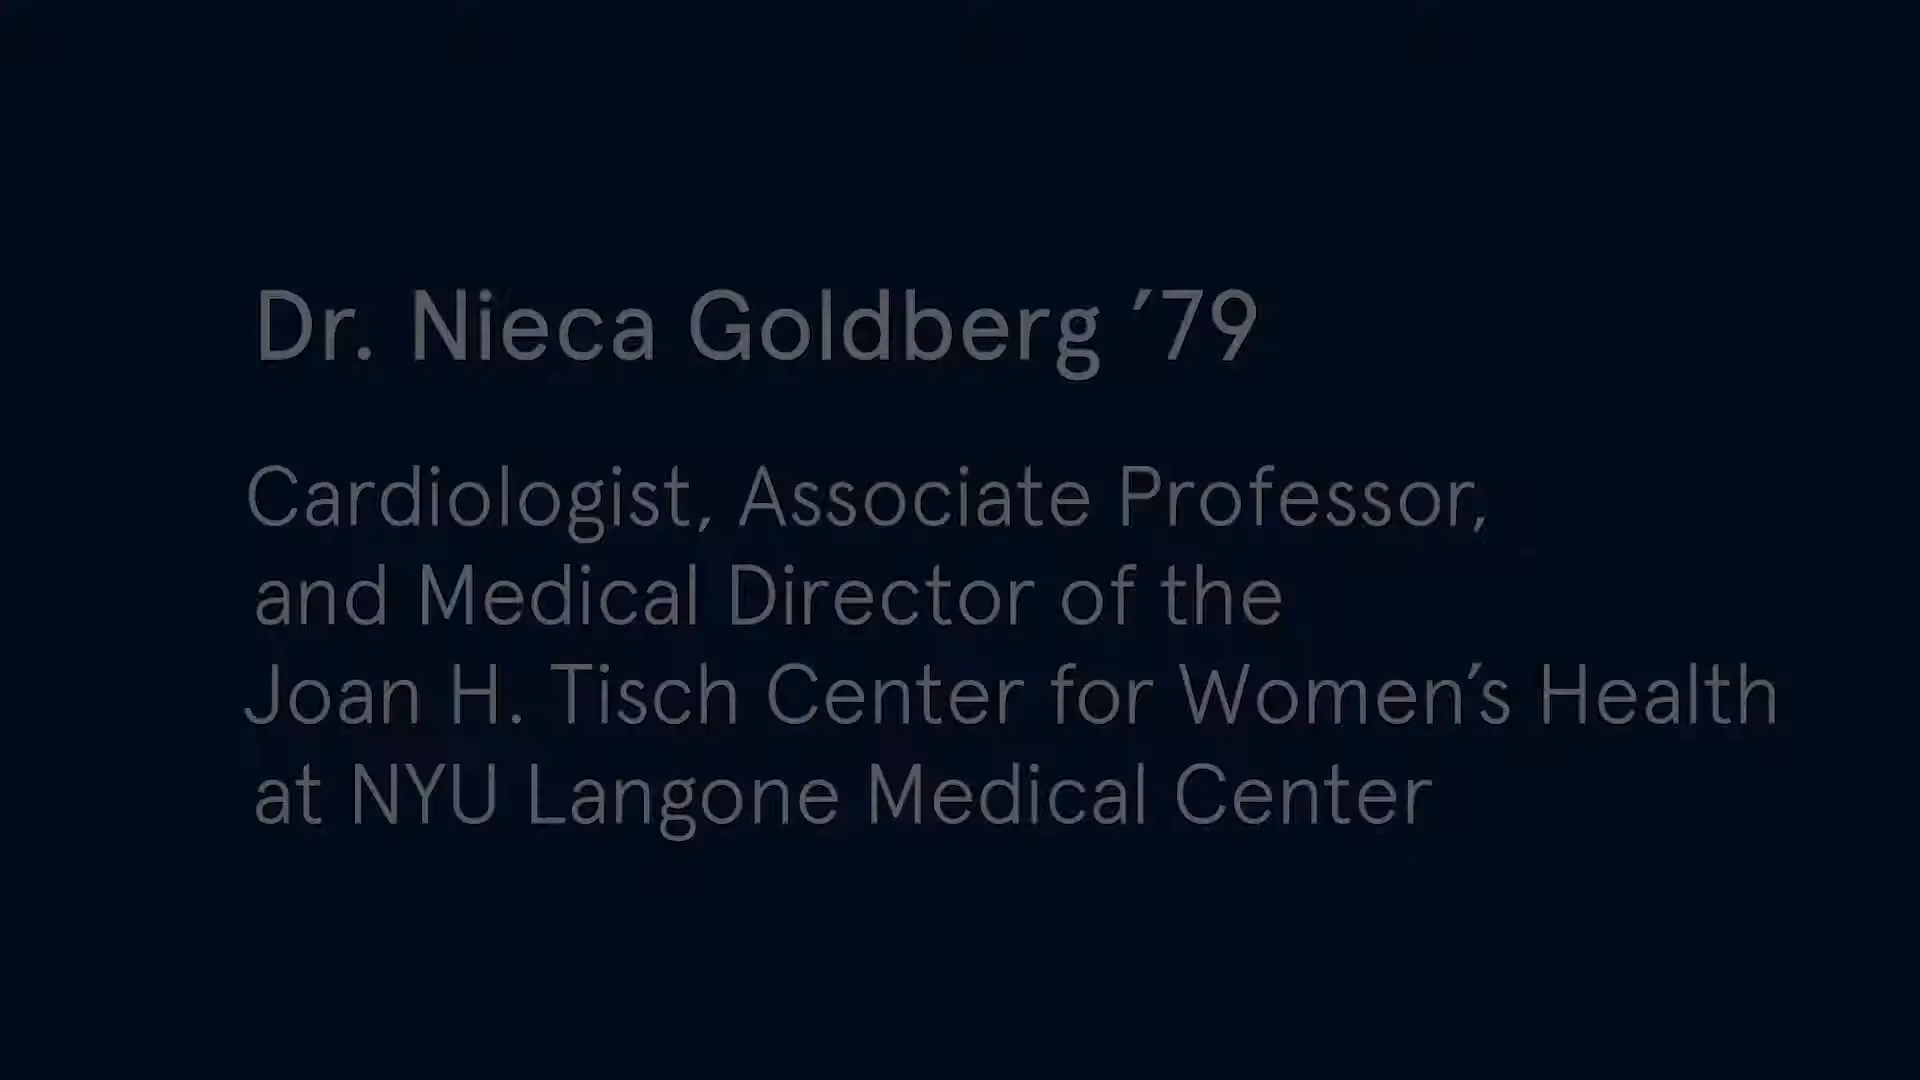 Dr. Nieca Goldberg ’79
Cardiologist, Associate Professor,
and Medical Director of the
Joan H. Tisch Center for Women’s Health
at NYU Langone Medical Center